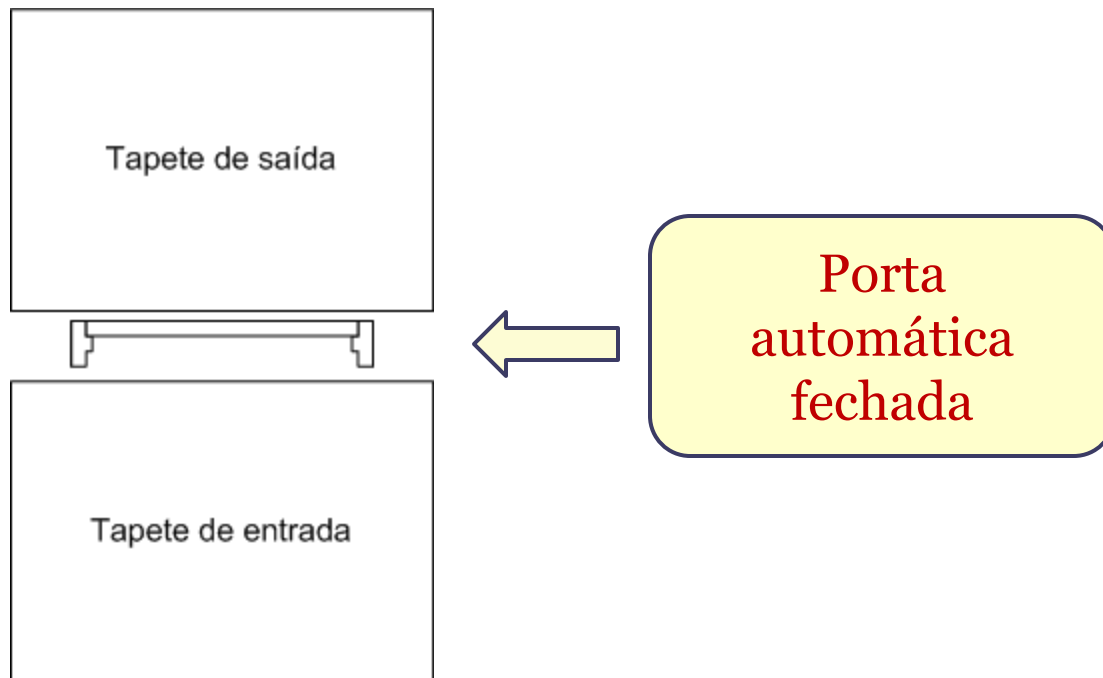 Tapete de saída
Porta
automática
fechada
Tapete de entrada